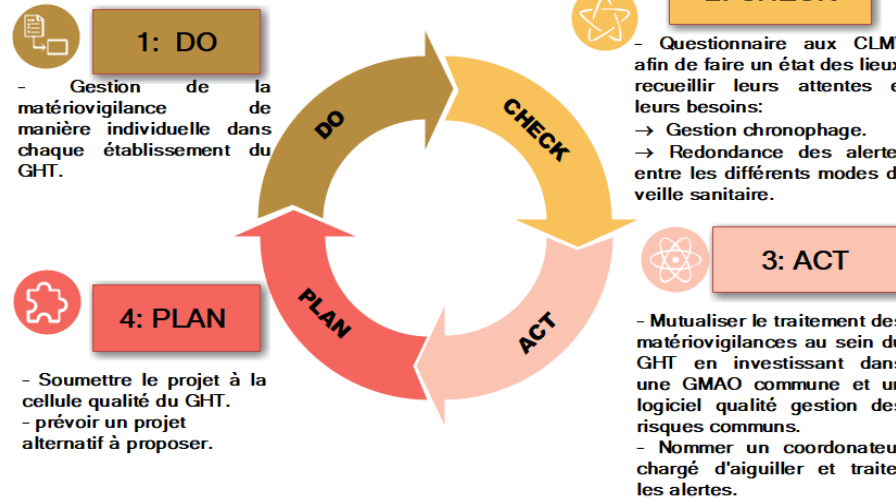 1: DO
- Gestion de la
matériovigilance de
manière individuelle dans
chaque établissement du
GHT.
- Questionnaire aux
afin de faire un état des lieux
recueillir leurs attentes
leurs besoins:
→ Gestion chronophage.
→ Redondance des
entre les différents modes
veille sanitaire.
DO
CHECK
ACT
PLAN
3: ACT
- Mutualiser le traitement
matériovigilances au sein
GHT en investissant
une GMAO commune et
logiciel qualité gestion
risques communs.
- Nommer un
chargé d'aiguiller et
les alertes.
4: PLAN
- Soumettre le projet à la
cellule qualité du GHT.
- prévoir un projet
alternatif à proposer.